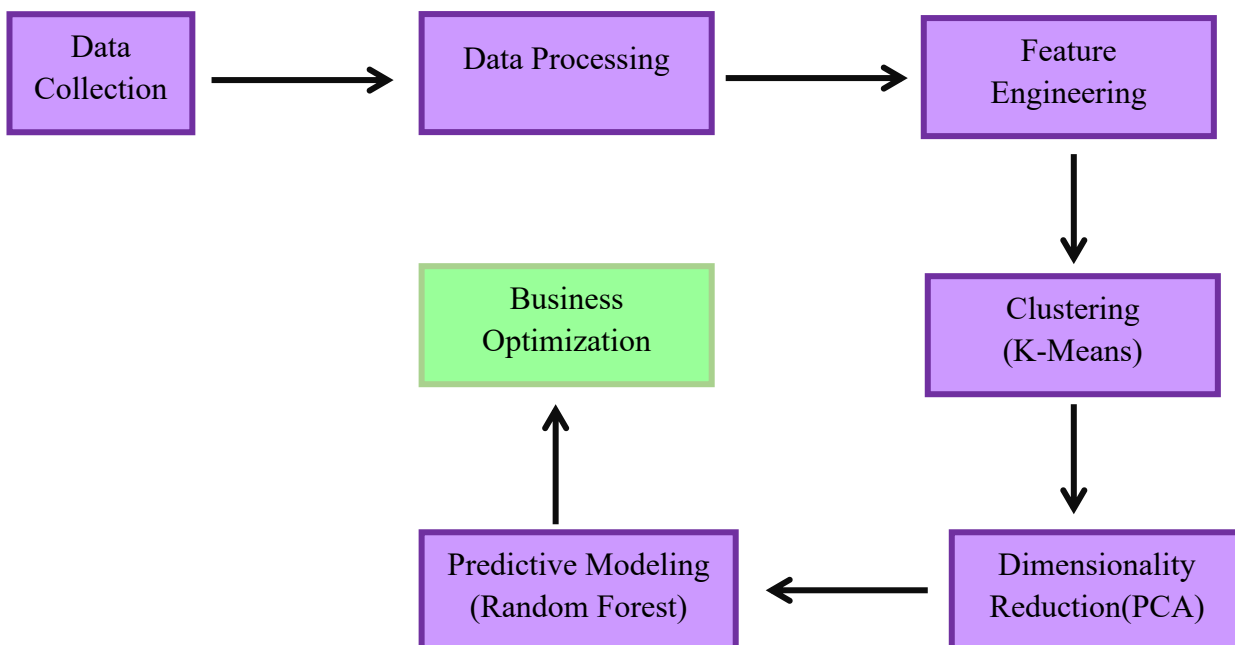 Data
Collection
Data Processing
Feature
Engineering
Clustering
(K-Means)
Dimensionality
Reduction(PCA)
Predictive Modeling
(Random Forest)
Business
Optimization